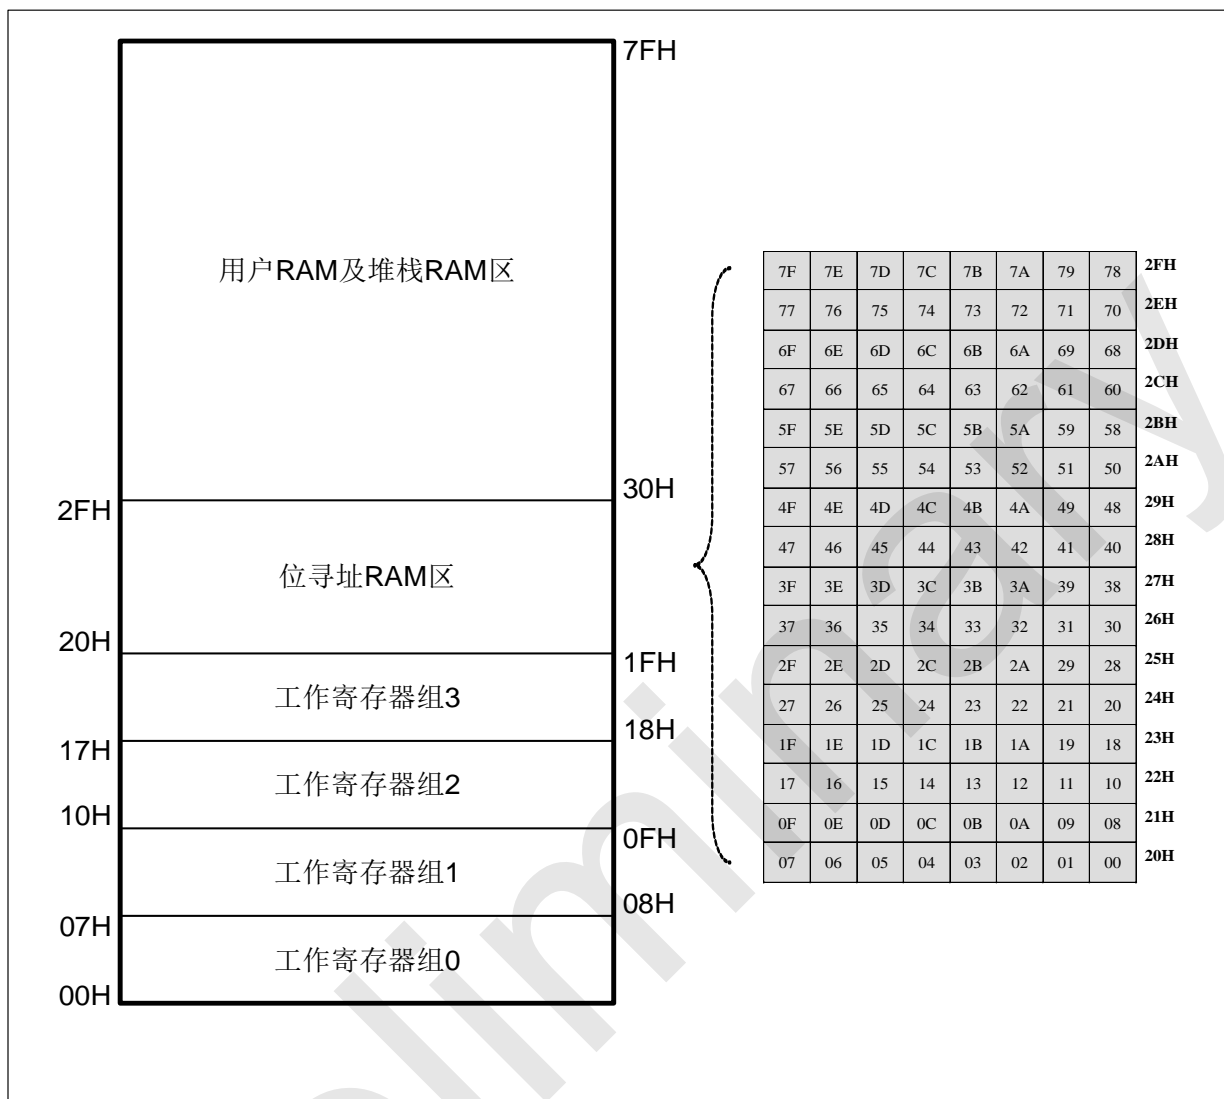 7FH
用户RAM及堆栈RAM区
30H
2FH
位寻址RAM区
20H
1FH
工作寄存器组3
18H
17H
工作寄存器组2
10H
0FH
工作寄存器组1
08H
07H
工作寄存器组0
00H
7F 7E 7D 7C 7B 7A 79 78 2FH
77 76 75 74 73 72 71 70 2EH
6F 6E 6D 6C 6B 6A 69 68 2DH
67 66 65 64 63 62 61 60 2CH
5F 5E 5D 5C 5B 5A 59 58 2BH
57 56 55 54 53 52 51 50 2AH
4F 4E 4D 4C 4B 4A 49 48 29H
47 46 45 44 43 42 41 40 28H
3F 3E 3D 3C 3B 3A 39 38 27H
37 36 35 34 33 32 31 30 26H
2F 2E 2D 2C 2B 2A 29 28 25H
27 26 25 24 23 22 21 20 24H
1F 1E 1D 1C 1B 1A 19 18 23H
17 16 15 14 13 12 11 10 22H
0F 0E 0D 0C 0B 0A 09 08 21H
07 06 05 04 03 02 01 00 20H
eliminary